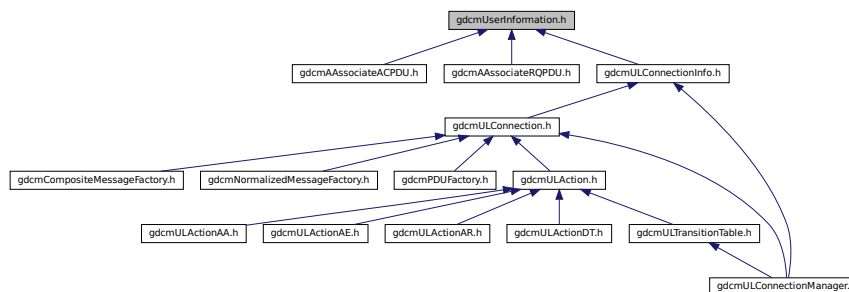 gdcmUserInformation.h
gdcmAAssociateACPDU.h
gdcmAAssociateRQPDU.h
gdcmULConnectionInfo.h
gdcmULConnection.h
gdcmCompositeMessageFactory.h
gdcmNormalizedMessageFactory.h
gdcmPDUFactory.h
gdcmULAction.h
gdcmULActionAA.h
gdcmULActionAE.h
gdcmULActionAR.h
gdcmULActionDT.h
gdcmULTransitionTable.h
gdcmULConnectionManager.